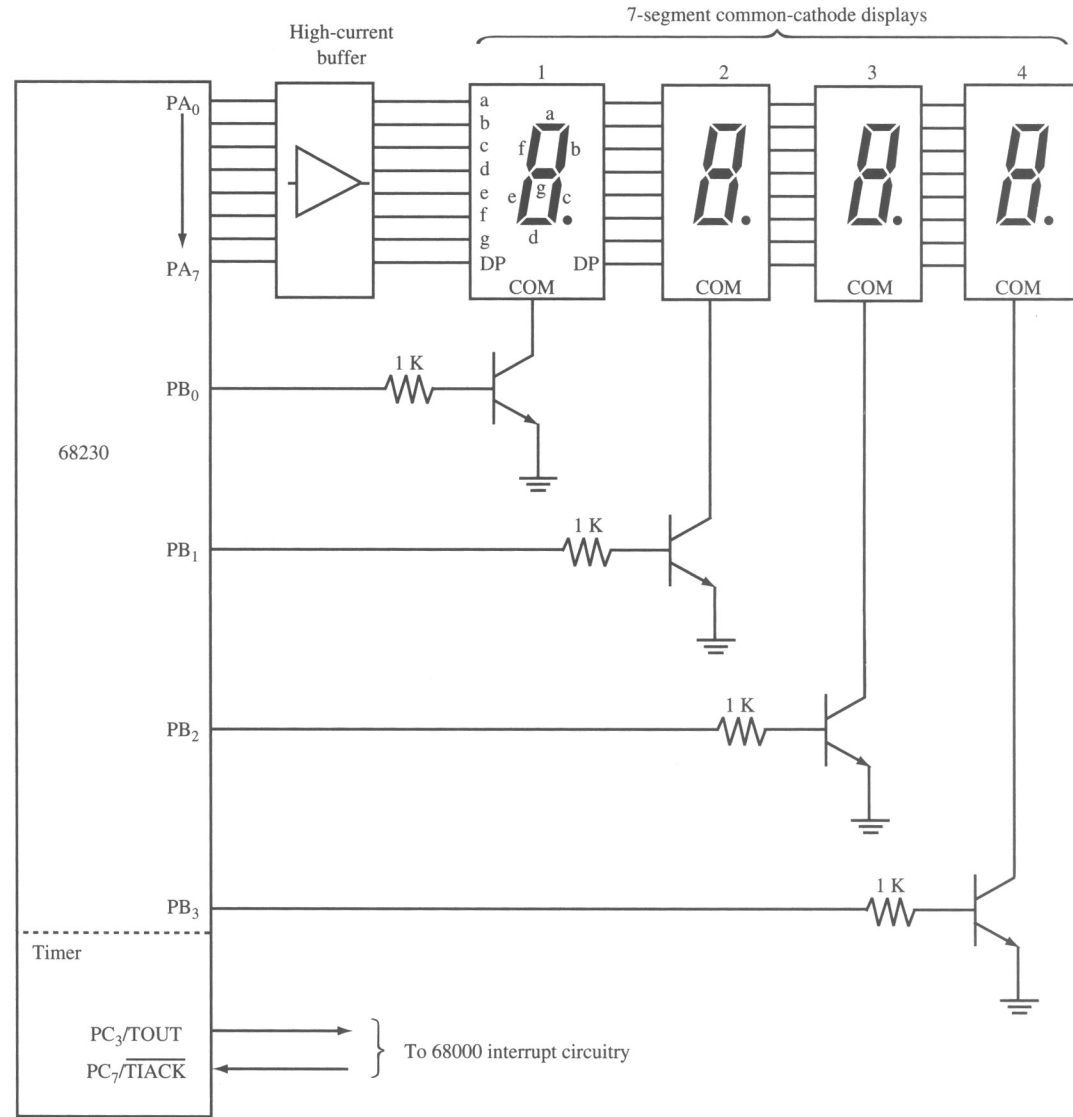 7-segment common-cathode displays
High-current
buffer
1
2
3
4
PA₀
PA₇
a
b
c
d
e
f
g
DP
DP
a
b
c
d
e
f
g
COM
COM
COM
COM
1 K
PB₀
68230
1 K
PB₁
1 K
PB₂
1 K
PB₃
Timer
PC₃/TOUT
PC₇/T̅I̅A̅C̅K̅
To 68000 interrupt circuitry